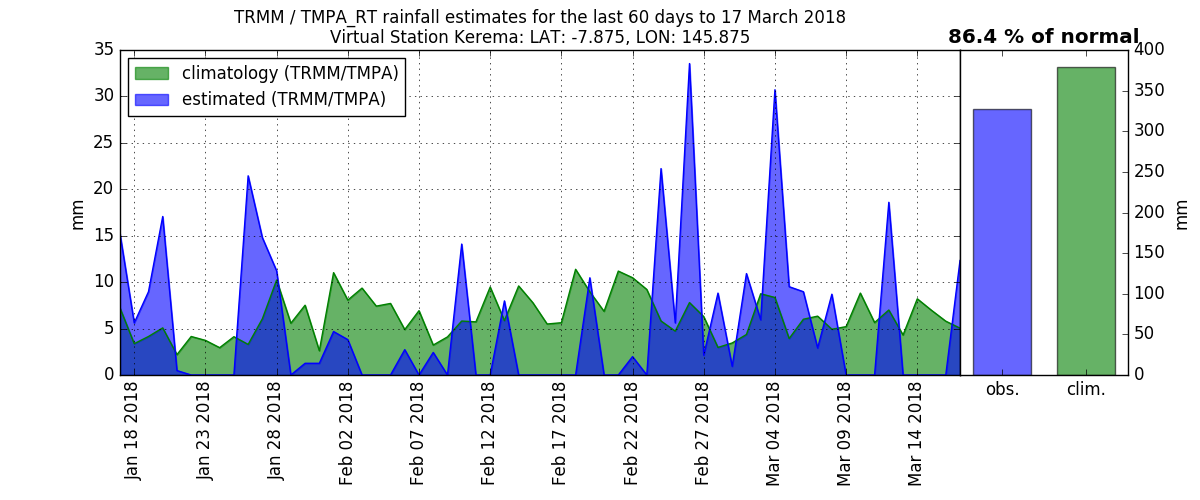 TRMM / TMPA_RT rainfall estimates for the last 60 days to 17 March 2018
Virtual Station Kerema: LAT: -7.875, LON: 145.875
86.4 % of normal
climatology (TRMM/TMPA)
estimated (TRMM/TMPA)
mm
35
30
25
20
15
10
5
0
400
350
300
250
200
150
100
50
0
mm
obs.
clim.
Jan 18 2018
Jan 23 2018
Jan 28 2018
Feb 02 2018
Feb 07 2018
Feb 12 2018
Feb 17 2018
Feb 22 2018
Feb 27 2018
Mar 04 2018
Mar 09 2018
Mar 14 2018